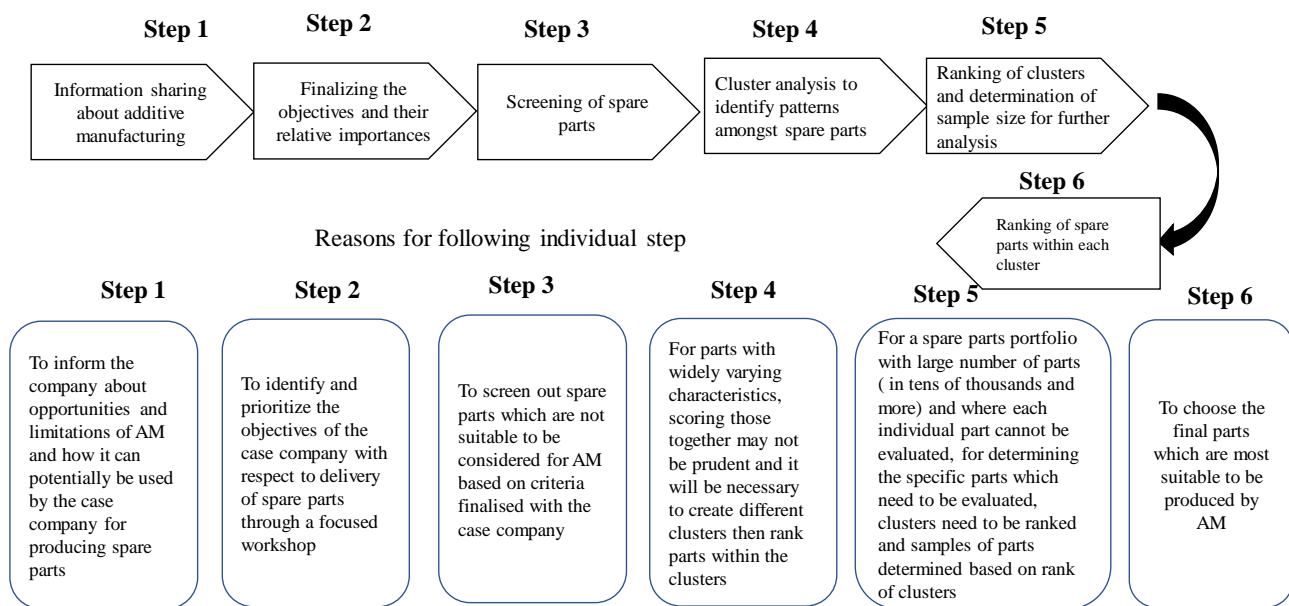 Step 1
Step 2
Step 3
Step 4
Step 5
Information sharing
about additive
manufacturing
Finalizing the
objectives and their
relative importances
Screening of spare
parts
Cluster analysis to
identify patterns
amongst spare parts
Ranking of clusters
and determination of
sample size for further
analysis
Step 6
Ranking of spare
parts within each
cluster
Reasons for following individual step
Step 1
Step 2
Step 3
Step 4
Step 5
Step 6
To inform the
company about
opportunities and
limitations of AM
and how it can
potentially be used
by the case
company for
producing spare
parts
To identify and
prioritize the
objectives of the
case company with
respect to delivery
of spare parts
through a focused
workshop
To screen out spare
parts which are not
suitable to be
considered for AM
based on criteria
finalised with the
case company
For parts with
widely varying
characteristics,
scoring those
together may not
be prudent and it
will be necessary
to create different
clusters then rank
parts within the
clusters
For a spare parts portfolio
with large number of parts
( in tens of thousands and
more) and where each
individual part cannot be
evaluated, for determining
the specific parts which
need to be evaluated,
clusters need to be ranked
and samples of parts
determined based on rank
of clusters
To choose the
final parts
which are most
suitable to be
produced by
AM